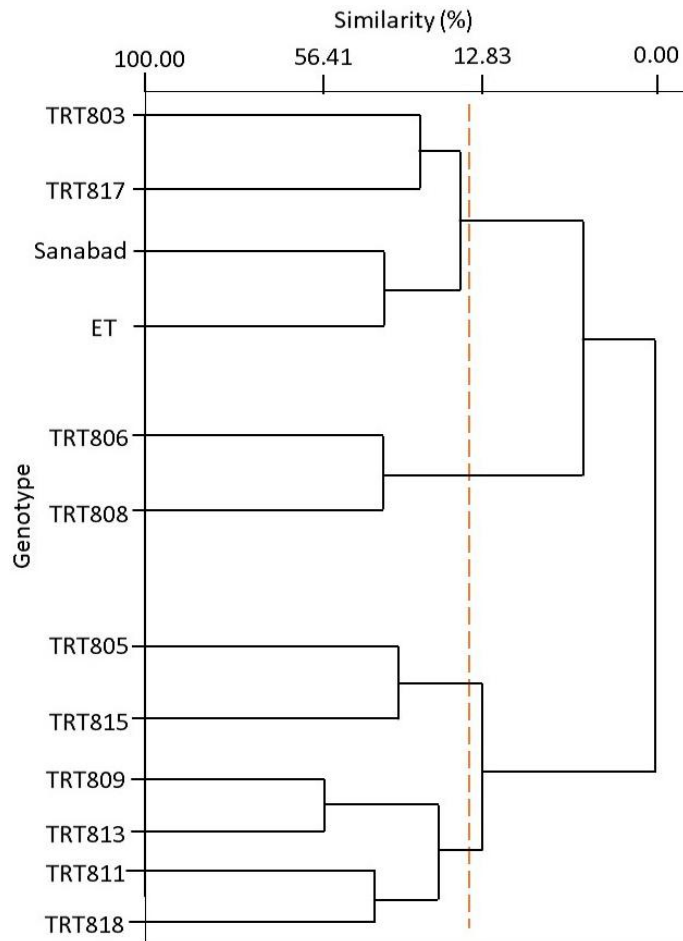 Similarity (%)
100.00 56.41 12.83 0.00
TRT803
TRT817
Sanabad
ET
TRT806
TRT808
Genotype
TRT805
TRT815
TRT809
TRT813
TRT811
TRT818